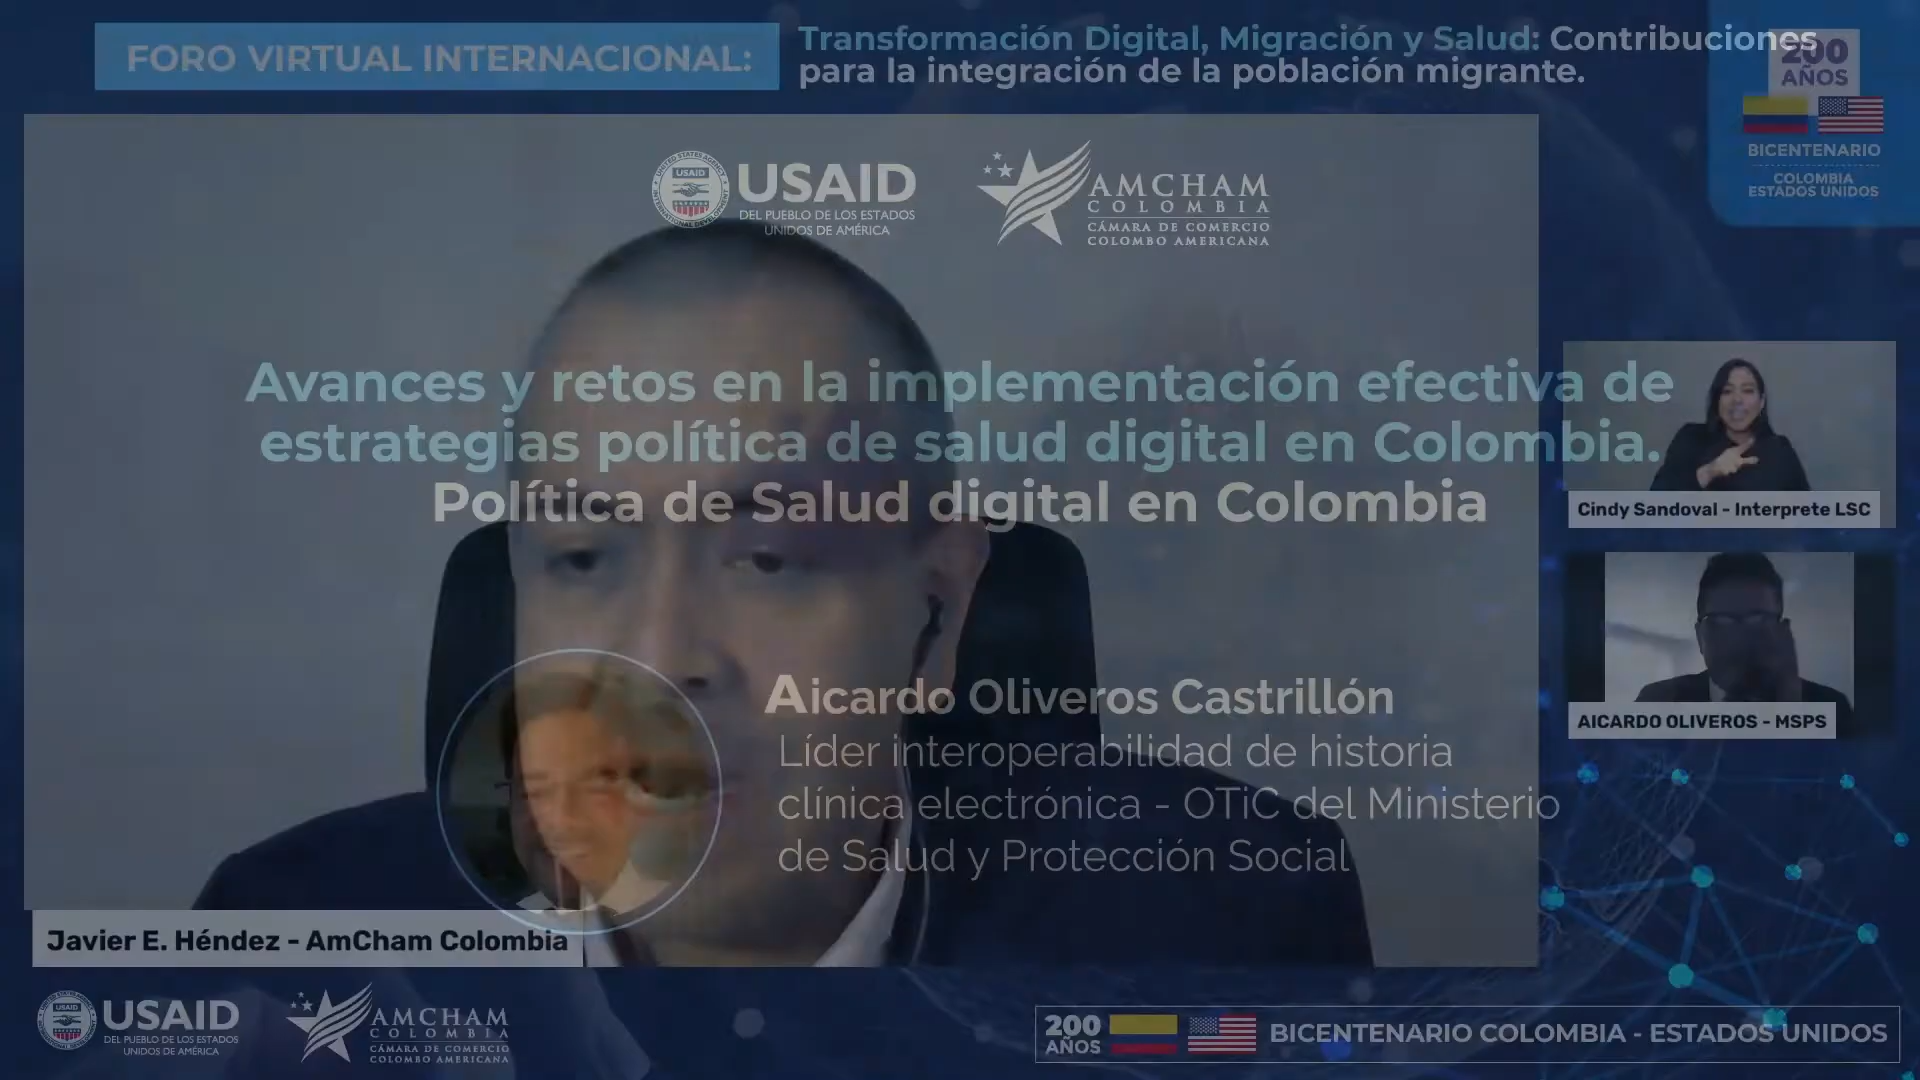 FORO VIRTUAL INTERNACIONAL:
Transformación Digital, Migración y Salud: Contribuciones
para la integración de la población migrante.
200
AÑOS
BICENTENARIO
COLOMBIA
ESTADOS UNIDOS
USAID
USAID
DEL PUEBLO DE LOS ESTADOS
UNIDOS DE AMÉRICA
AMCHAM
COLOMBIA
CÁMARA DE COMERCIO
COLOMBO AMERICANA
Avances y retos en la implementación efectiva de
estrategias política de salud digital en Colombia.
Política de Salud digital en Colombia
Cindy Sandoval - Interprete LSC
AICARDO OLIVEROS - MSPS
Aicardo Oliveros Castrillón
Líder interoperabilidad de historia
clínica electrónica - OTiC del Ministerio
de Salud y Protección Social
Javier E. Héndez - AmCham Colombia
USAID
USAID
DEL PUEBLO DE LOS ESTADOS
UNIDOS DE AMÉRICA
AMCHAM
COLOMBIA
CÁMARA DE COMERCIO
COLOMBO AMERICANA
200
AÑOS
BICENTENARIO COLOMBIA - ESTADOS UNIDOS